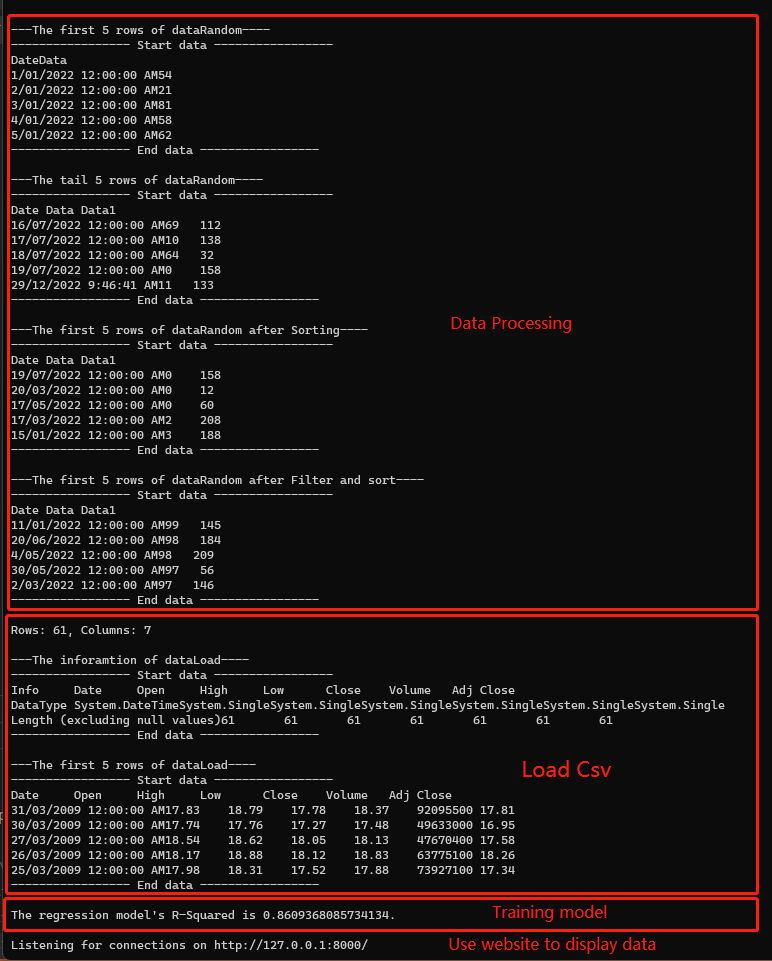 ---The first 5 rows of dataRandom----
----------------- Start data -----------------
DateData
1/01/2022 12:00:00 AM54
2/01/2022 12:00:00 AM21
3/01/2022 12:00:00 AM81
4/01/2022 12:00:00 AM58
5/01/2022 12:00:00 AM62
----------------- End data -----------------
---The tail 5 rows of dataRandom----
----------------- Start data -----------------
Date Data Data1
16/07/2022 12:00:00 AM69   112
17/07/2022 12:00:00 AM10   138
18/07/2022 12:00:00 AM64   32
19/07/2022 12:00:00 AM0    158
29/12/2022 9:46:41 AM11   133
----------------- End data -----------------
---The first 5 rows of dataRandom after Sorting----
Data Processing
----------------- Start data -----------------
Date Data Data1
19/07/2022 12:00:00 AM0    158
20/03/2022 12:00:00 AM0    12
17/05/2022 12:00:00 AM0    60
17/03/2022 12:00:00 AM2    208
15/01/2022 12:00:00 AM3    188
----------------- End data -----------------
---The first 5 rows of dataRandom after Filter and sort----
----------------- Start data -----------------
Date Data Data1
11/01/2022 12:00:00 AM99   145
20/06/2022 12:00:00 AM98   184
4/05/2022 12:00:00 AM98   209
30/05/2022 12:00:00 AM97   56
2/03/2022 12:00:00 AM97   146
----------------- End data -----------------
Rows: 61, Columns: 7
---The inforamtion of dataLoad----
----------------- Start data -----------------
Info     Date     Open     High     Low      Close    Volume   Adj Close
DataType System.DateTimeSystem.SingleSystem.SingleSystem.SingleSystem.SingleSystem.SingleSystem.Single
Length (excluding null values)61       61       61       61       61       61       61
----------------- End data -----------------
---The first 5 rows of dataLoad----
Load Csv
----------------- Start data -----------------
Date     Open     High     Low      Close    Volume   Adj Close
31/03/2009 12:00:00 AM17.83    18.79    17.78    18.37    92095500 17.81
30/03/2009 12:00:00 AM17.74    17.76    17.27    17.48    49633000 16.95
27/03/2009 12:00:00 AM18.54    18.62    18.05    18.13    47670400 17.58
26/03/2009 12:00:00 AM18.17    18.88    18.12    18.83    63775100 18.26
25/03/2009 12:00:00 AM17.98    18.31    17.52    17.88    73927100 17.34
----------------- End data -----------------
The regression model's R-Squared is 0.8609368085734134.
Training model
Listening for connections on http://127.0.0.1:8000/
Use website to display data